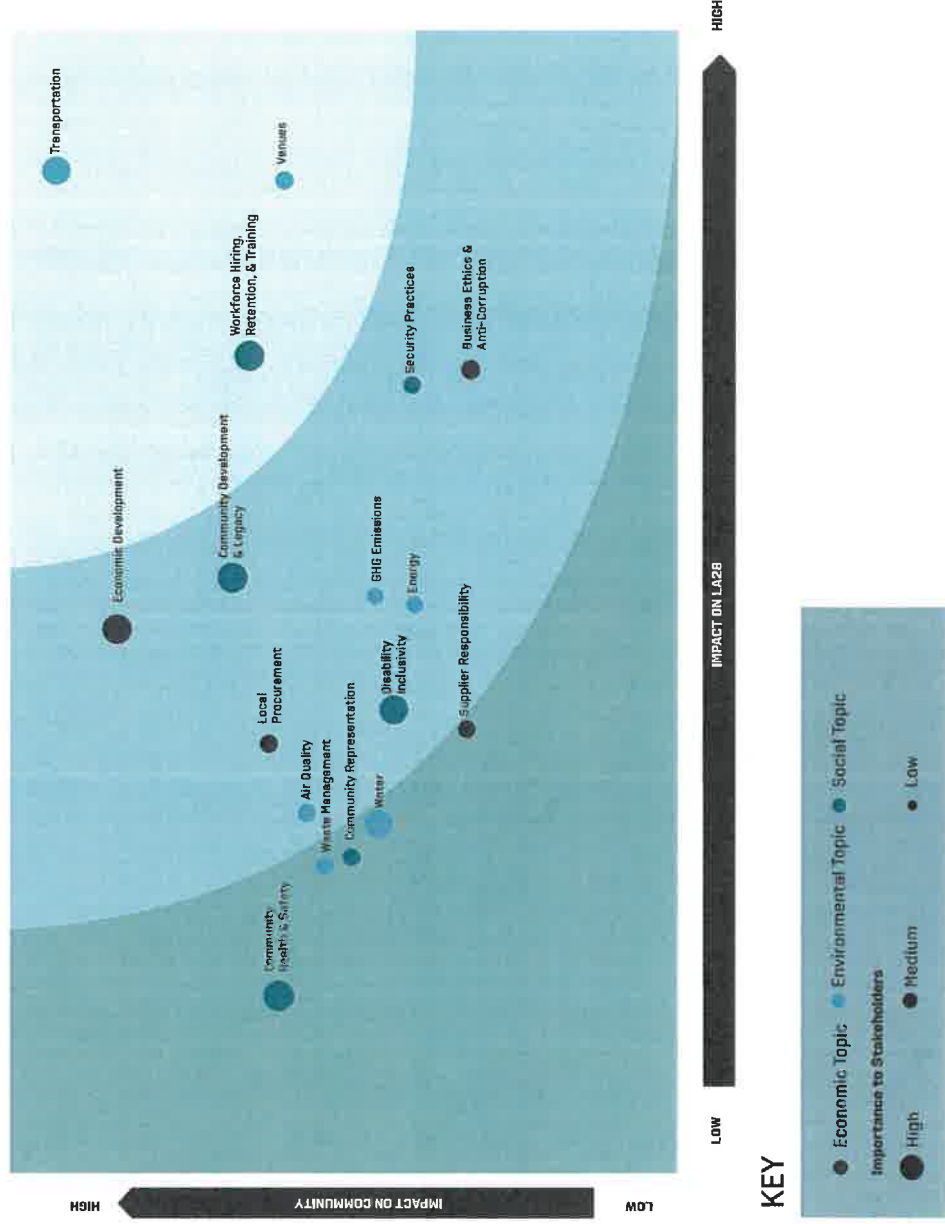 HIGH
IMPACT ON COMMUNITY
LOW
Transportation
Economic Development
Community Development
& Legacy
Workforce Hiring,
Retention, & Training
Venues
Local
Procurement
Community
Health & Safety
Air Quality
Waste Management
Community Representation
Water
GHG Emissions
Disability
Inclusivity
Energy
Security Practices
Supplier Responsibility
Business Ethics &
Anti-Corruption
LOW
IMPACT ON LA28
HIGH
KEY
Economic Topic
Environmental Topic
Social Topic
Importance to Stakeholders
High
Medium
Low